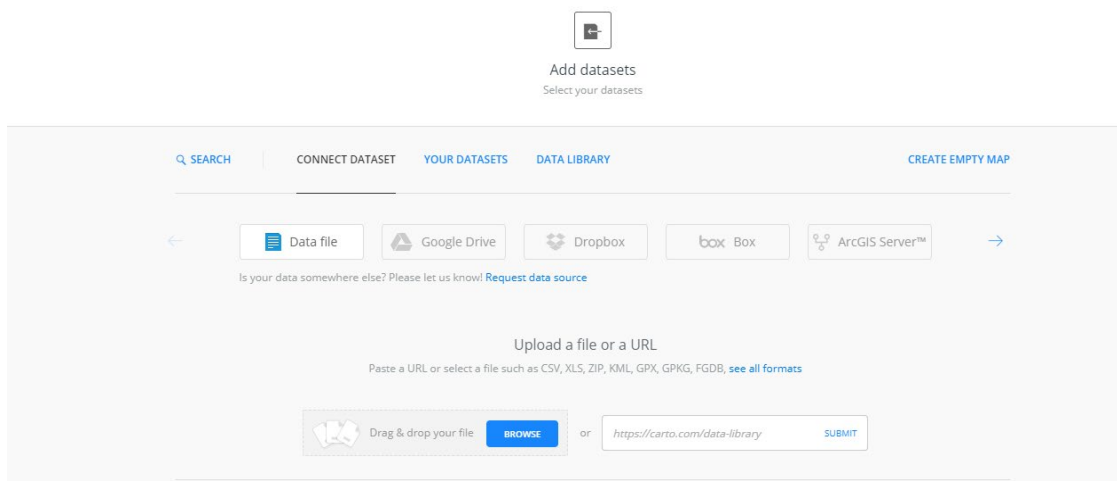 Add datasets
Select your datasets
SEARCH CONNECT DATASET YOUR DATASETS DATA LIBRARY CREATE EMPTY MAP
Data file Google Drive Dropbox box Box ArcGIS Server™
Is your data somewhere else? Please let us know! Request data source
Upload a file or a URL
Paste a URL or select a file such as CSV, XLS, ZIP, KML, GPX, GPKG, FGDB, see all formats
Drag & drop your file BROWSE or https://carto.com/data-library SUBMIT